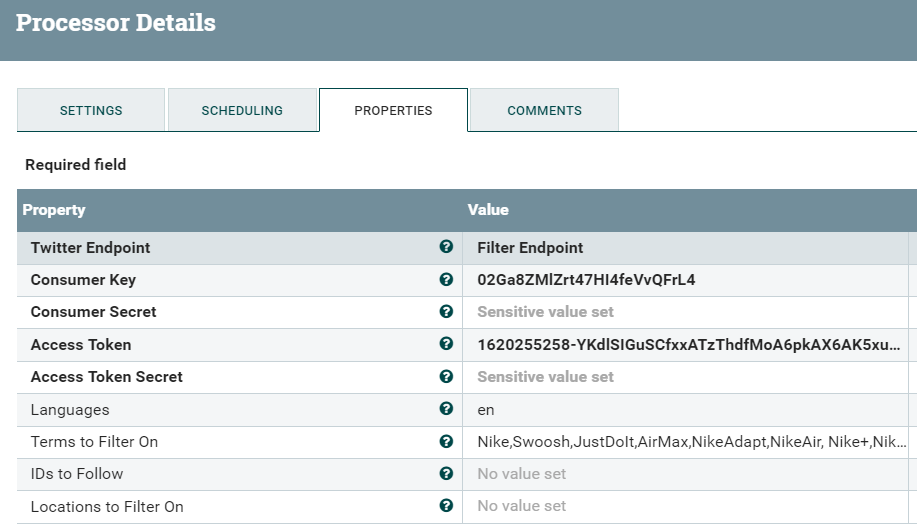 Processor Details
SETTINGS SCHEDULING PROPERTIES COMMENTS
Required field
Property Value
Twitter Endpoint Filter Endpoint
Consumer Key 02Ga8ZMlZrt47HI4feVvQFrL4
Consumer Secret Sensitive value set
Access Token 1620255258-YKdlSIGuSCfxxATzThdfMoA6pkAX6AK5xu...
Access Token Secret Sensitive value set
Languages en
Terms to Filter On Nike,Swoosh,JustDoIt,AirMax,NikeAdapt,NikeAir, Nike+,Nik...
IDs to Follow No value set
Locations to Filter On No value set